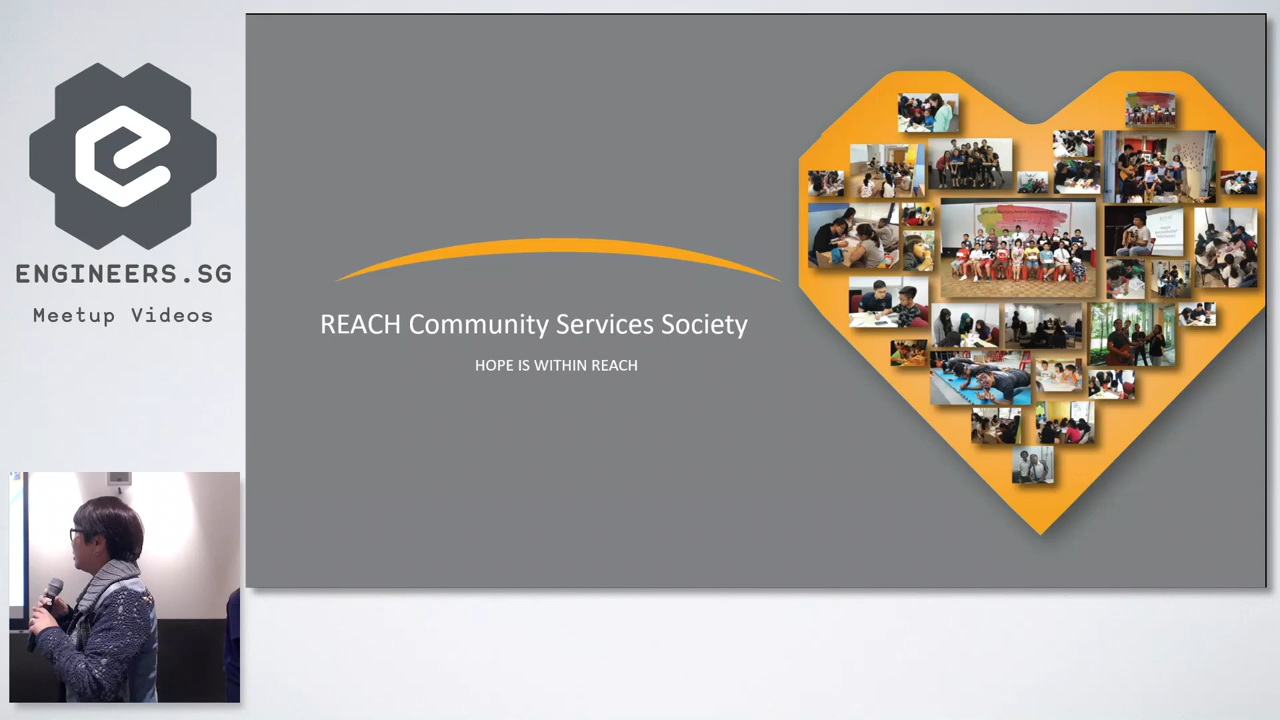 ENGINEERS.SG
Meetup Videos
REACH Community Services Society
HOPE IS WITHIN REACH